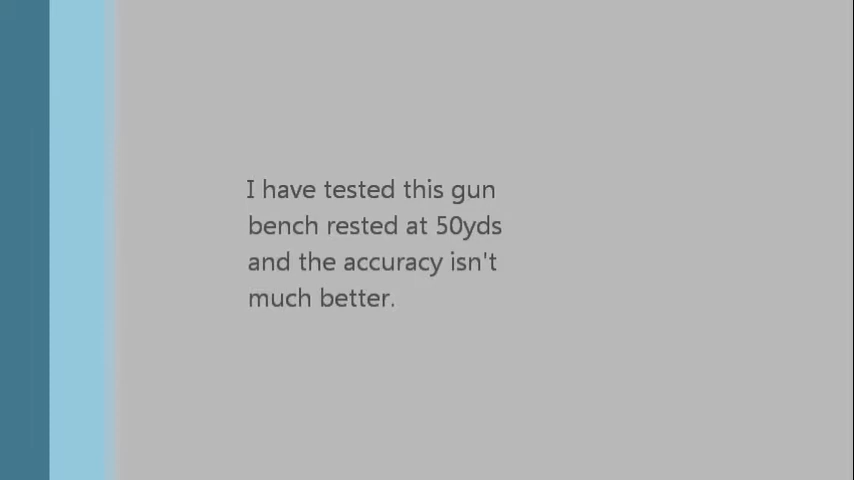 I have tested this gun
bench rested at 50yds
and the accuracy isn't
much better.